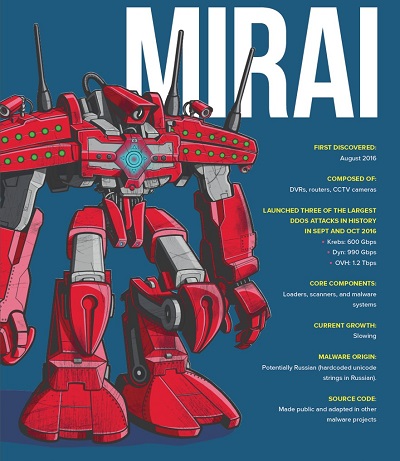 MIRAI
FIRST DISCOVERED:
August 2016
COMPOSED OF:
DVRs, routers, CCTV cameras
LAUNCHED THREE OF THE LARGEST
DDOS ATTACKS IN HISTORY
IN SEPT AND OCT 2016
• Krebs: 600 Gbps
• Dyn: 990 Gbps
• OVH: 1.2 Tbps
CORE COMPONENTS:
Loaders, scanners, and malware
systems
CURRENT GROWTH:
Slowing
MALWARE ORIGIN:
Potentially Russian (hardcoded unicode
strings in Russian).
SOURCE CODE:
Made public and adapted in other
malware projects